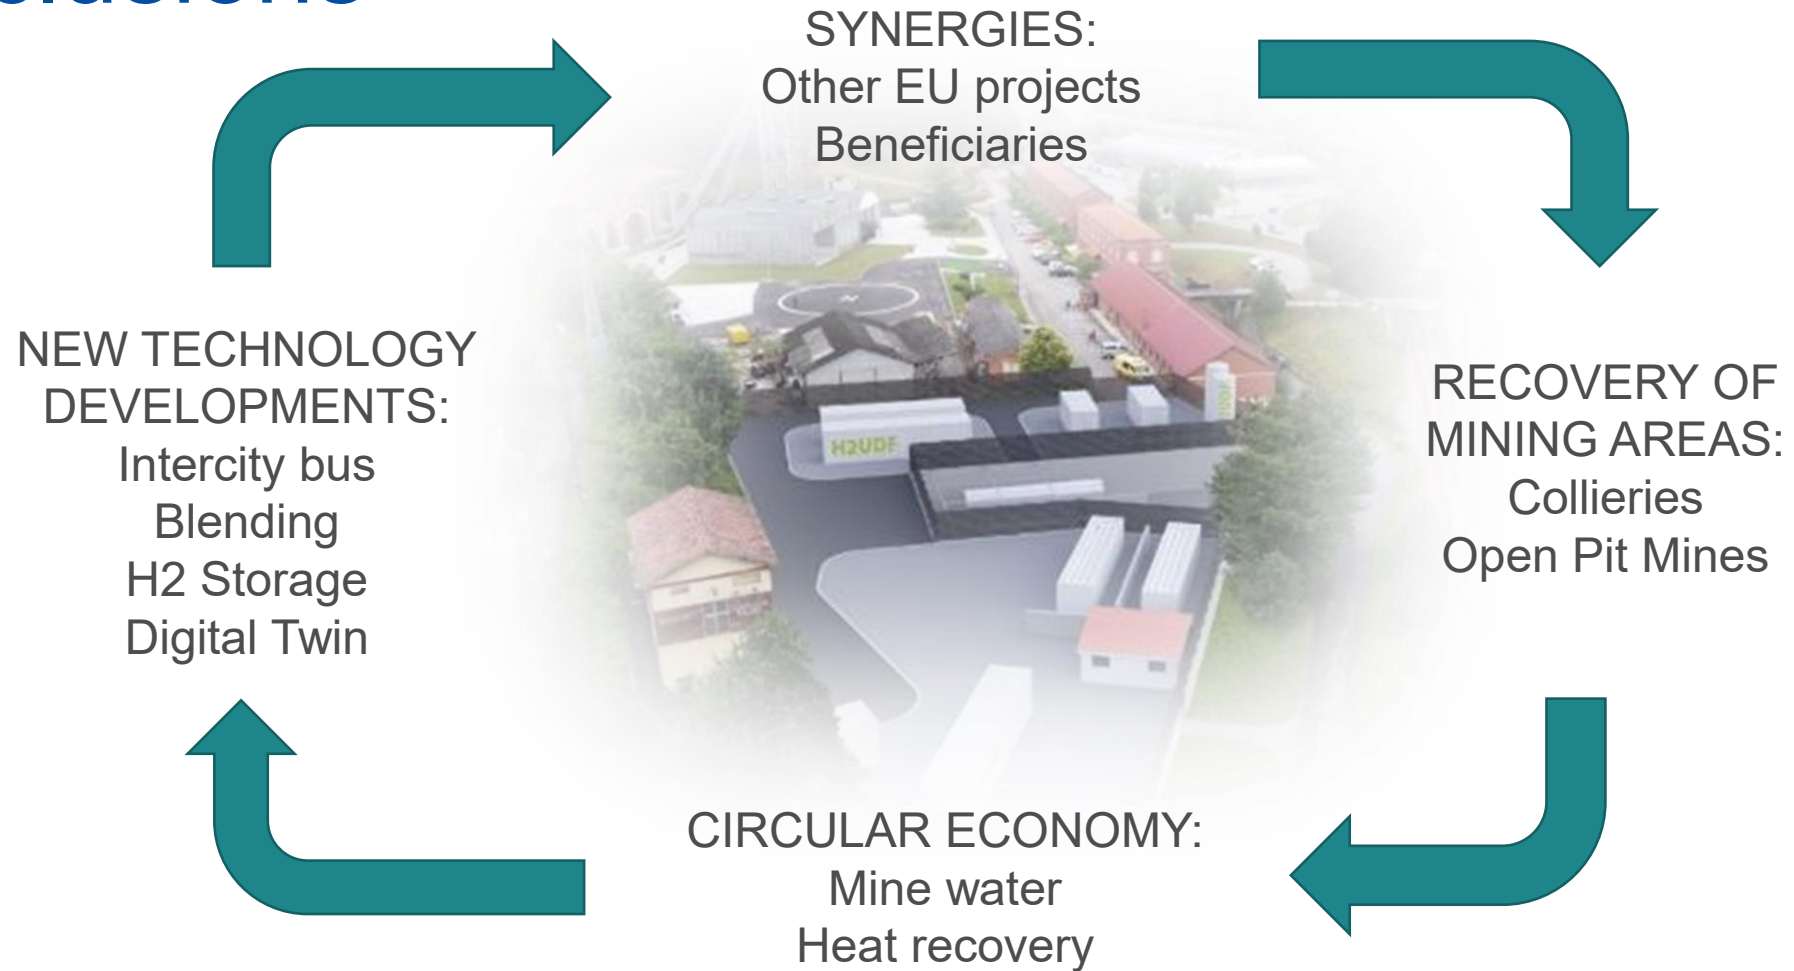 SYNERGIES:
Other EU projects
Beneficiaries
NEW TECHNOLOGY
DEVELOPMENTS:
Intercity bus
Blending
H2 Storage
Digital Twin
RECOVERY OF
MINING AREAS:
Collieries
Open Pit Mines
H2UDF
CIRCULAR ECONOMY:
Mine water
Heat recovery